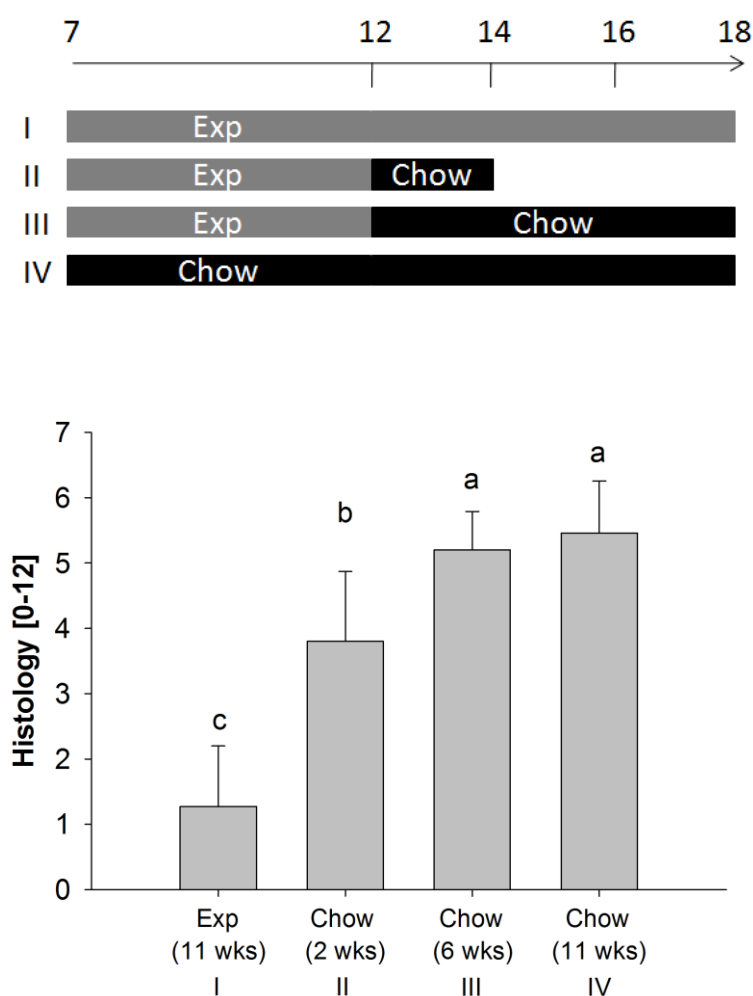 7 12 14 16 18
I Exp
II Exp Chow
III Exp Chow
IV Chow
7
6
5
4
3
2
1
0
Histology [0-12]
c b a a
Exp Chow Chow Chow
(11 wks) (2 wks) (6 wks) (11 wks)
I II III IV